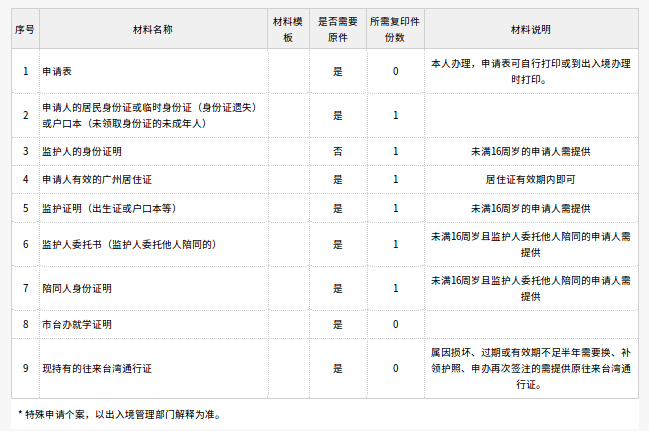 序号 材料名称 材料模板 是否需要原件 所需复印件份数 材料说明
1 申请表 是 0 本人办理，申请表可自行打印或到出入境办理时打印。
2 申请人的居民身份证或临时身份证（身份证遗失）或户口本（未领取身份证的未成年人） 是 1
3 监护人的身份证明 否 1 未满16周岁的申请人需提供
4 申请人有效的广州居住证 是 1 居住证有效期内即可
5 监护证明（出生证或户口本等） 是 1 未满16周岁的申请人需提供
6 监护人委托书（监护人委托他人陪同的） 是 1 未满16周岁且监护人委托他人陪同的申请人需提供
7 陪同人身份证明 是 1 未满16周岁且监护人委托他人陪同的申请人需提供
8 市台办就学证明 是 0
9 现持有的往来台湾通行证 是 0 属因损坏、过期或有效期不足半年需要换、补领护照、申办再次签注的需提供原往来台湾通行证。
* 特殊申请个案，以出入境管理部门解释为准。